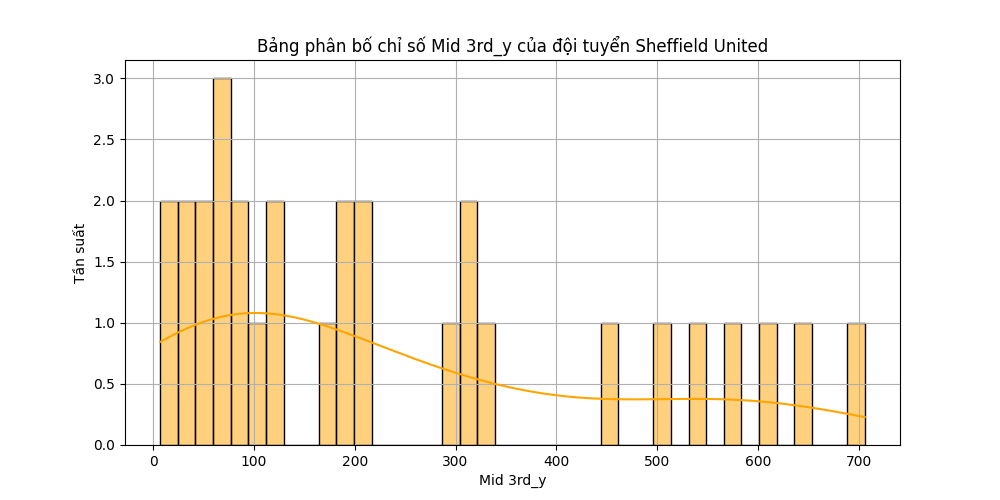 Bảng phân bố chỉ số Mid 3rd_y của đội tuyển Sheffield United
3.0
2.5
2.0
1.5
1.0
0.5
0.0
Tần suất
0 100 200 300 400 500 600 700
Mid 3rd_y